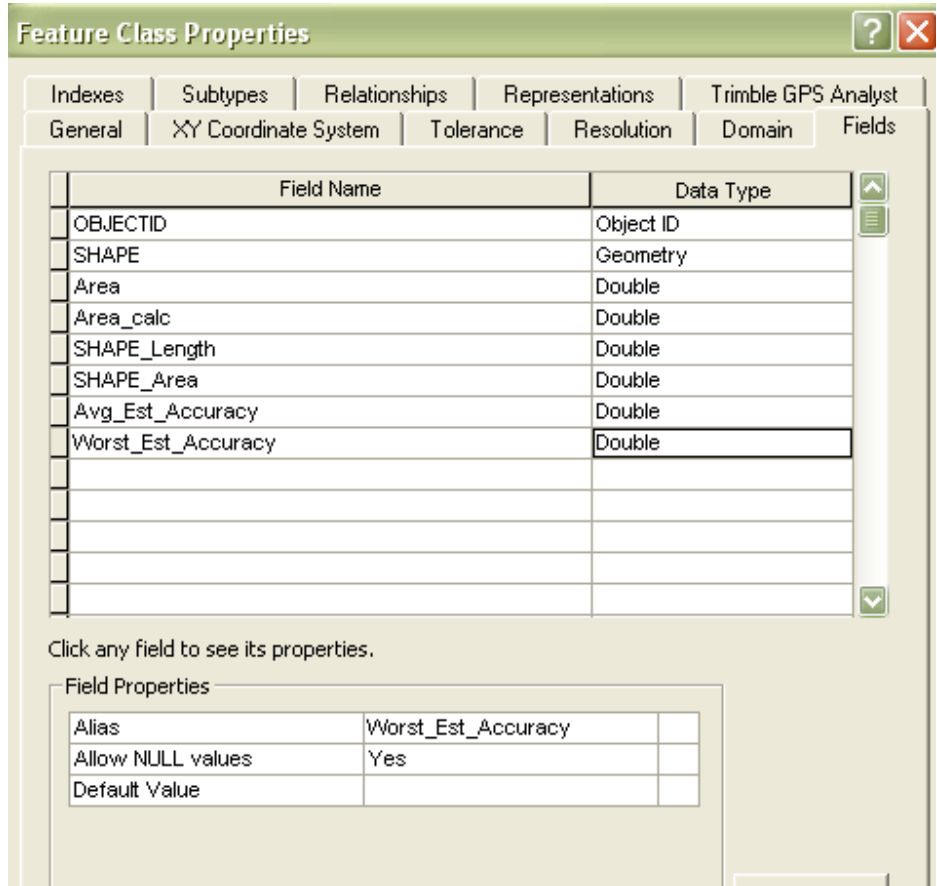 Feature Class Properties
Indexes Subtypes Relationships Representations Trimble GPS Analyst
General XY Coordinate System Tolerance Resolution Domain Fields
Field Name Data Type
OBJECTID Object ID
SHAPE Geometry
Area Double
Area_calc Double
SHAPE_Length Double
SHAPE_Area Double
Avg_Est_Accuracy Double
Worst_Est_Accuracy Double
Click any field to see its properties.
Field Properties
Alias Worst_Est_Accuracy
Allow NULL values Yes
Default Value